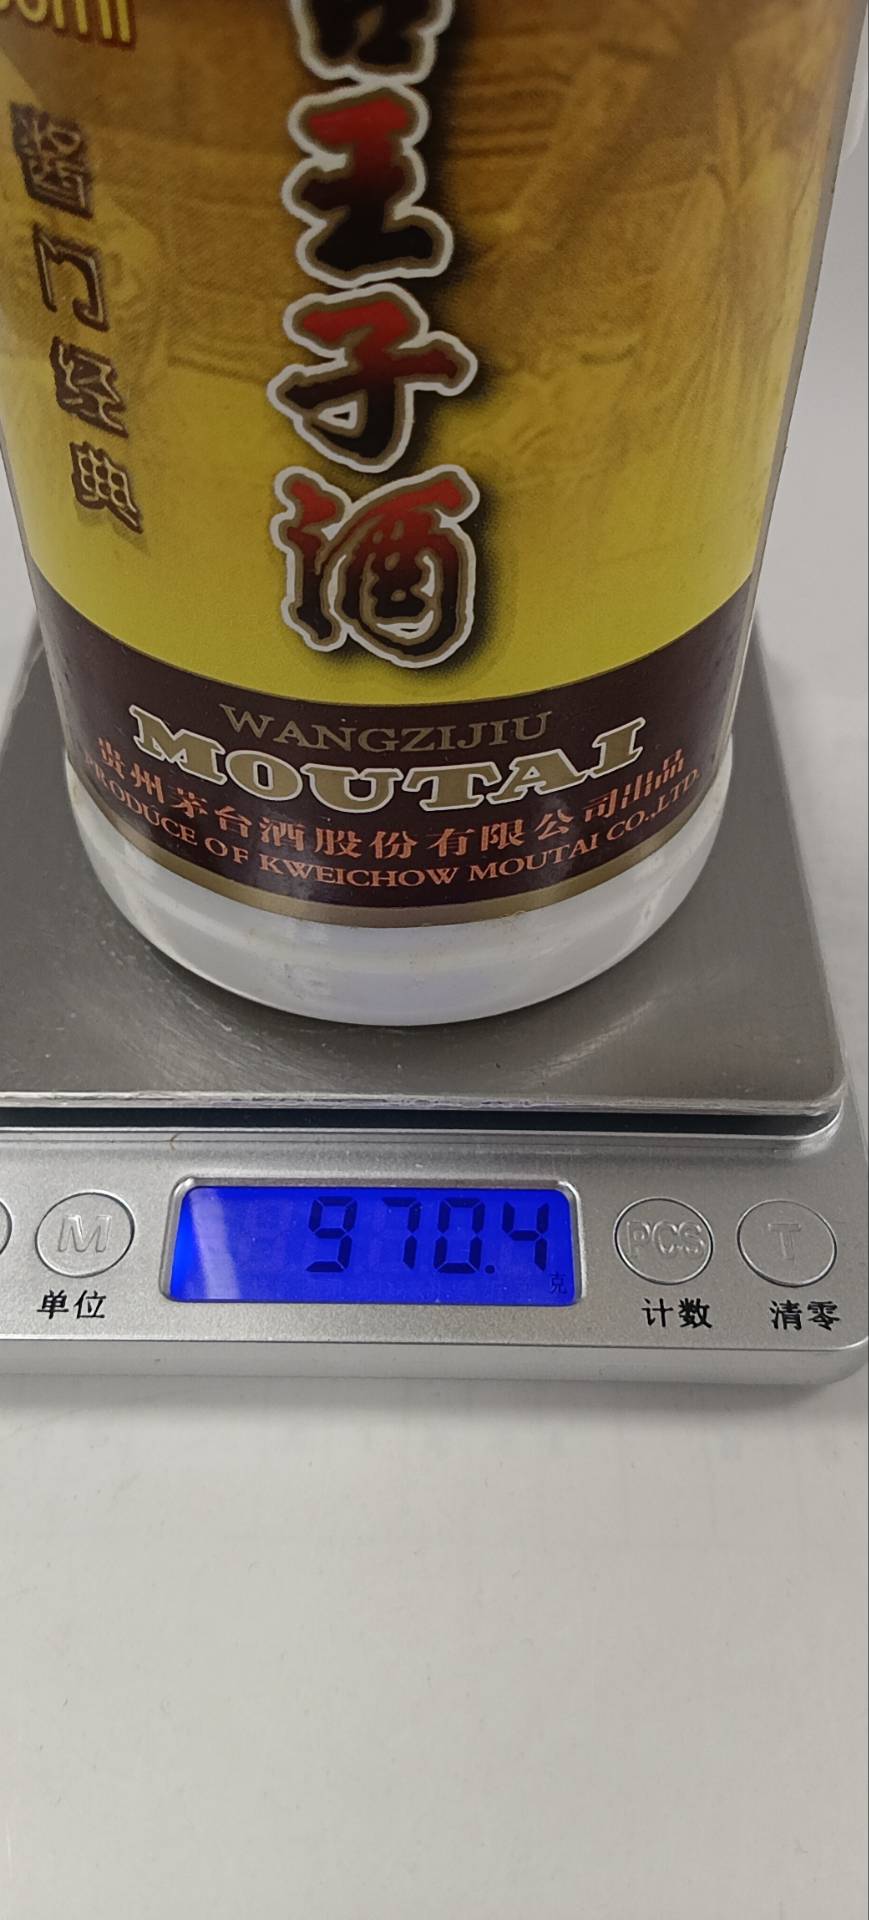 酱门经典
王子酒
WANGZIJIU
MOUTAI
贵州茅台酒股份有限公司出品
PRODUCE OF KWEICHOW MOUTAI CO.,LTD.
970.4
克
M
PCS
T
单位
计数
清零